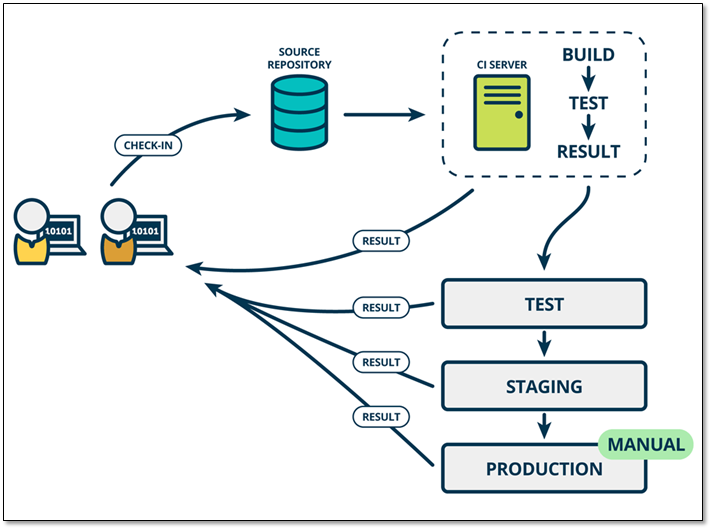 SOURCE
REPOSITORY
CI SERVER
BUILD
TEST
RESULT
CHECK-IN
10101
10101
RESULT
RESULT
TEST
RESULT
STAGING
RESULT
MANUAL
PRODUCTION